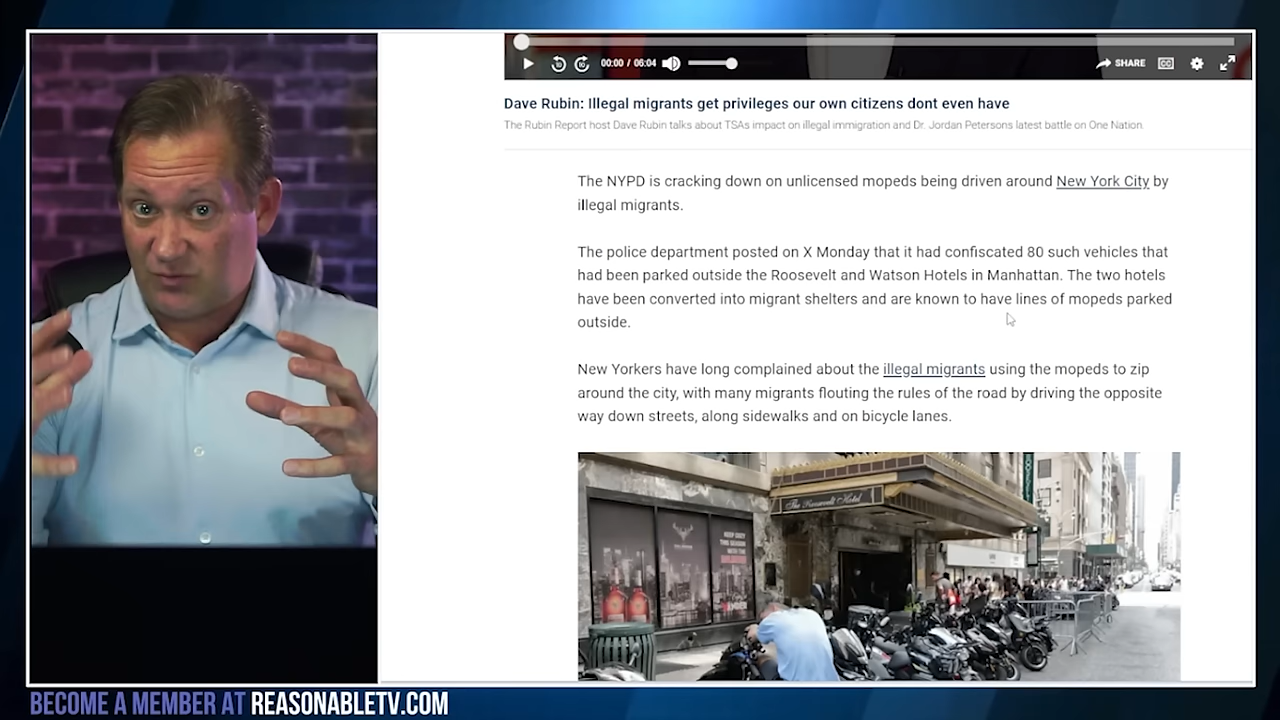 00:00 / 06:04
SHARE
CC
Dave Rubin: Illegal migrants get privileges our own citizens dont even have
The Rubin Report host Dave Rubin talks about TSAs impact on illegal immigration and Dr. Jordan Petersons latest battle on One Nation.
The NYPD is cracking down on unlicensed mopeds being driven around New York City by
illegal migrants.
The police department posted on X Monday that it had confiscated 80 such vehicles that
had been parked outside the Roosevelt and Watson Hotels in Manhattan. The two hotels
have been converted into migrant shelters and are known to have lines of mopeds parked
outside.
New Yorkers have long complained about the illegal migrants using the mopeds to zip
around the city, with many migrants flouting the rules of the road by driving the opposite
way down streets, along sidewalks and on bicycle lanes.
The Roosevelt Hotel
BECOME A MEMBER AT REASONABLETV.COM